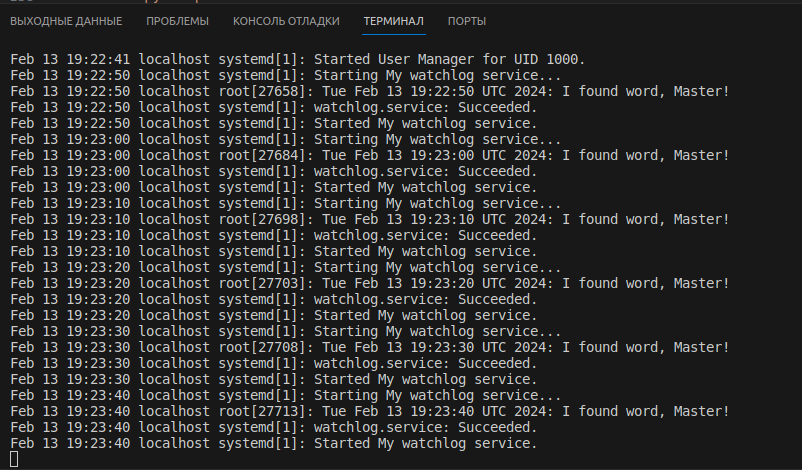 ВЫХОДНЫЕ ДАННЫЕ ПРОБЛЕМЫ КОНСОЛЬ ОТЛАДКИ ТЕРМИНАЛ ПОРТЫ
Feb 13 19:22:41 localhost systemd[1]: Started User Manager for UID 1000.
Feb 13 19:22:50 localhost systemd[1]: Starting My watchlog service...
Feb 13 19:22:50 localhost root[27658]: Tue Feb 13 19:22:50 UTC 2024: I found word, Master!
Feb 13 19:22:50 localhost systemd[1]: watchlog.service: Succeeded.
Feb 13 19:22:50 localhost systemd[1]: Started My watchlog service.
Feb 13 19:23:00 localhost systemd[1]: Starting My watchlog service...
Feb 13 19:23:00 localhost root[27684]: Tue Feb 13 19:23:00 UTC 2024: I found word, Master!
Feb 13 19:23:00 localhost systemd[1]: watchlog.service: Succeeded.
Feb 13 19:23:00 localhost systemd[1]: Started My watchlog service.
Feb 13 19:23:10 localhost systemd[1]: Starting My watchlog service...
Feb 13 19:23:10 localhost root[27698]: Tue Feb 13 19:23:10 UTC 2024: I found word, Master!
Feb 13 19:23:10 localhost systemd[1]: watchlog.service: Succeeded.
Feb 13 19:23:10 localhost systemd[1]: Started My watchlog service.
Feb 13 19:23:20 localhost systemd[1]: Starting My watchlog service...
Feb 13 19:23:20 localhost root[27703]: Tue Feb 13 19:23:20 UTC 2024: I found word, Master!
Feb 13 19:23:20 localhost systemd[1]: watchlog.service: Succeeded.
Feb 13 19:23:20 localhost systemd[1]: Started My watchlog service.
Feb 13 19:23:30 localhost systemd[1]: Starting My watchlog service...
Feb 13 19:23:30 localhost root[27708]: Tue Feb 13 19:23:30 UTC 2024: I found word, Master!
Feb 13 19:23:30 localhost systemd[1]: watchlog.service: Succeeded.
Feb 13 19:23:30 localhost systemd[1]: Started My watchlog service.
Feb 13 19:23:40 localhost systemd[1]: Starting My watchlog service...
Feb 13 19:23:40 localhost root[27713]: Tue Feb 13 19:23:40 UTC 2024: I found word, Master!
Feb 13 19:23:40 localhost systemd[1]: watchlog.service: Succeeded.
Feb 13 19:23:40 localhost systemd[1]: Started My watchlog service.